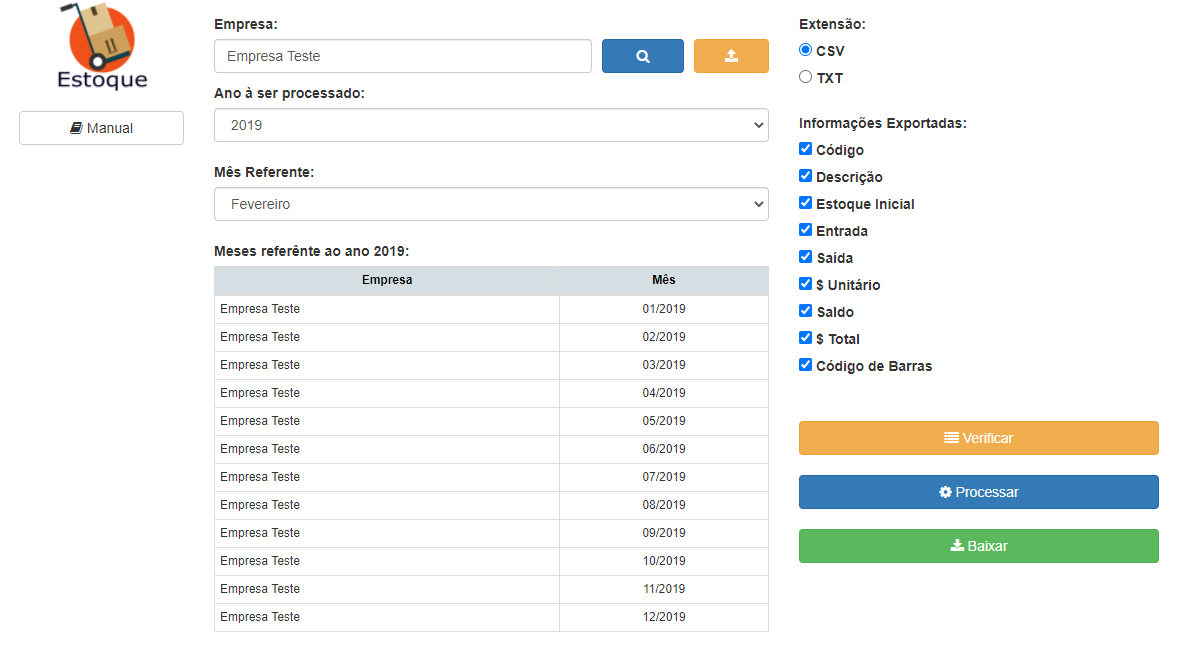 Estoque
Manual
Empresa:
Empresa Teste
Ano à ser processado:
2019
Mês Referente:
Fevereiro
Meses referênte ao ano 2019:
Empresa Mês
Empresa Teste 01/2019
Empresa Teste 02/2019
Empresa Teste 03/2019
Empresa Teste 04/2019
Empresa Teste 05/2019
Empresa Teste 06/2019
Empresa Teste 07/2019
Empresa Teste 08/2019
Empresa Teste 09/2019
Empresa Teste 10/2019
Empresa Teste 11/2019
Empresa Teste 12/2019
Extensão:
CSV
TXT
Informações Exportadas:
Código
Descrição
Estoque Inicial
Entrada
Saída
$ Unitário
Saldo
$ Total
Código de Barras
Verificar
Processar
Baixar